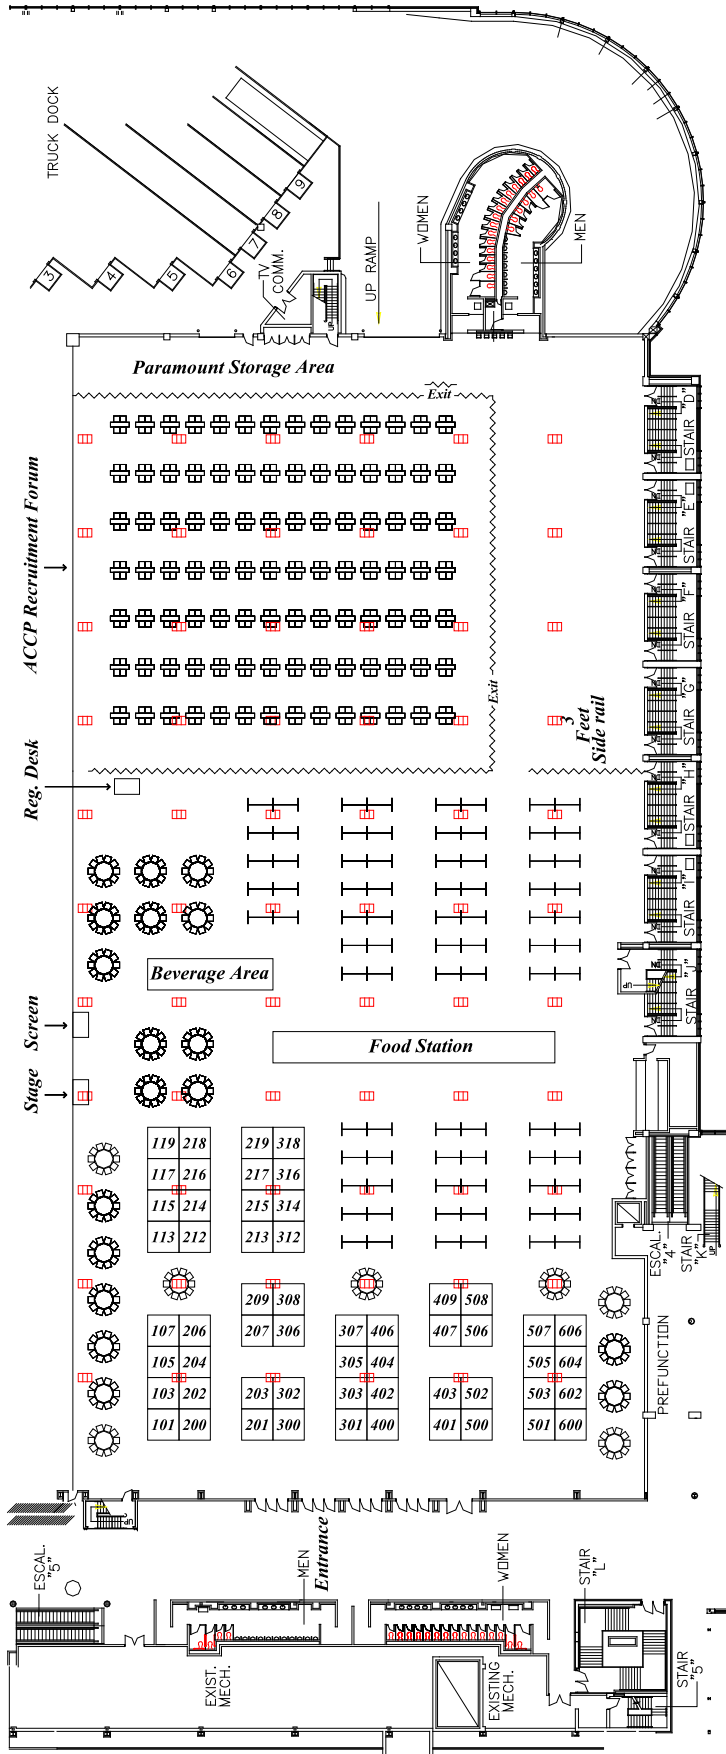 TRUCK DOCK
3
4
5
6
7
8
9
TV
COMM.
UP RAMP
WOMEN
MEN
UP
Paramount Storage Area
Exit
ACCP Recruitment Forum
Exit
3
Feet
Side rail
STAIR "D"
STAIR "E"
STAIR "F"
STAIR "G"
STAIR "H"
STAIR "I"
STAIR "J"
UP
Reg. Desk
Beverage Area
Screen
Food Station
Stage
119 218
117 216
115 214
113 212
219 318
217 316
215 314
213 312
ESCAL.
"4"
STAIR
"K"
UP
209 308
207 306
409 508
407 506
107 206
105 204
103 202
101 200
203 302
201 300
307 406
305 404
303 402
301 400
403 502
401 500
507 606
505 604
503 602
501 600
PREFUNCTION
UP
Entrance
ESCAL.
"5"
MEN
WOMEN
STAIR
"L"
EXIST.
MECH.
EXISTING
MECH.
STAIR
"5"